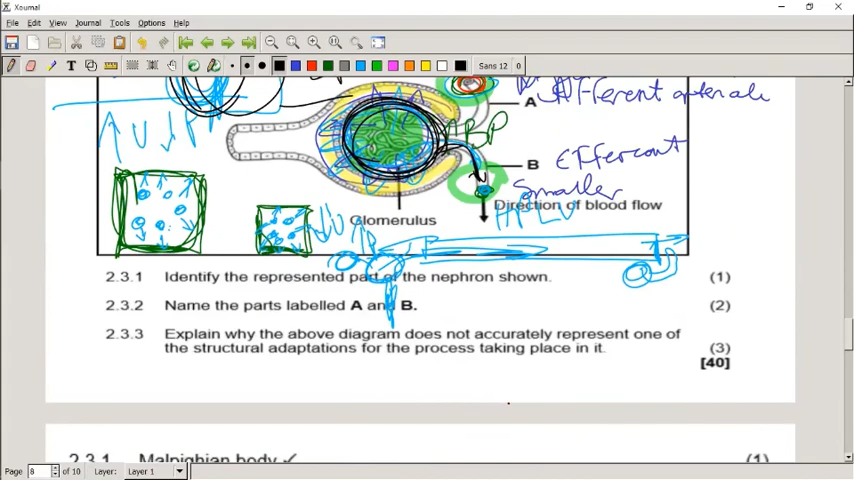 Xournal
File Edit View Journal Tools Options Help
Sans 12
Afferent arteriole
A
ABP
↑ V ↓ P
B Efferent
Smaller
Direction of blood flow
HP LV
Glomerulus
2.3.1 Identify the represented part of the nephron shown. (1)
2.3.2 Name the parts labelled A and B. (2)
2.3.3 Explain why the above diagram does not accurately represent one of
the structural adaptations for the process taking place in it. (3)
[40]
2.3.1 Malpighian body ✓ (1)
Page 8 of 10 Layer: Layer 1